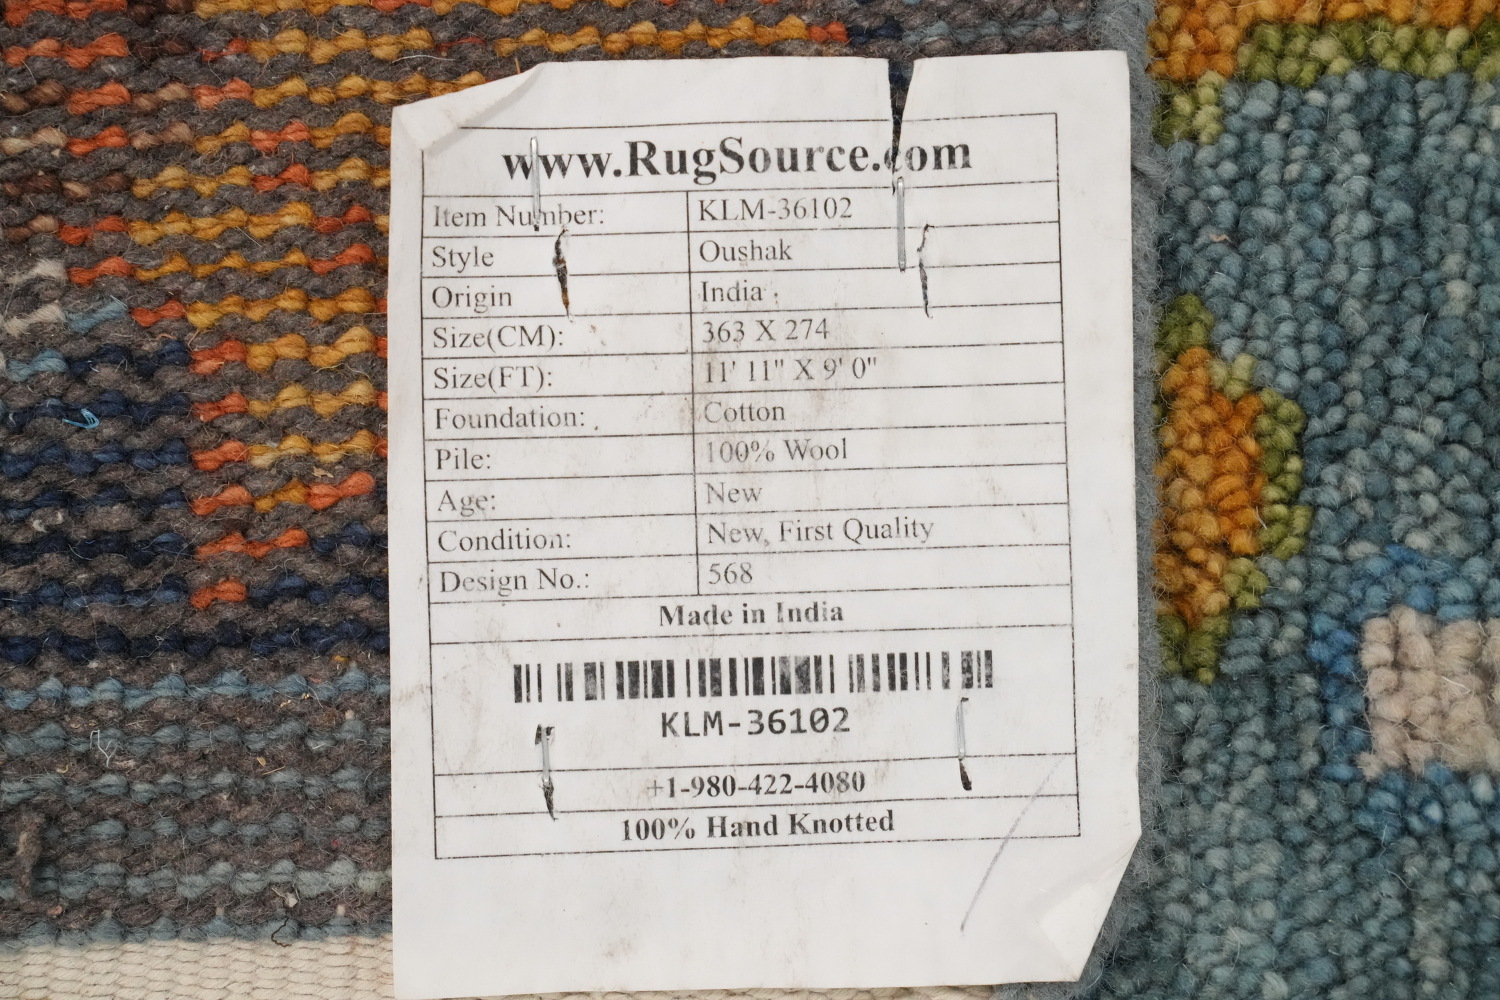 www.RugSource.com
Item Number: KLM-36102
Style Oushak
Origin India
Size(CM): 363 X 274
Size(FT): 11' 11" X 9' 0"
Foundation: Cotton
Pile: 100% Wool
Age: New
Condition: New, First Quality
Design No.: 568
Made in India
KLM-36102
+1-980-422-4080
100% Hand Knotted